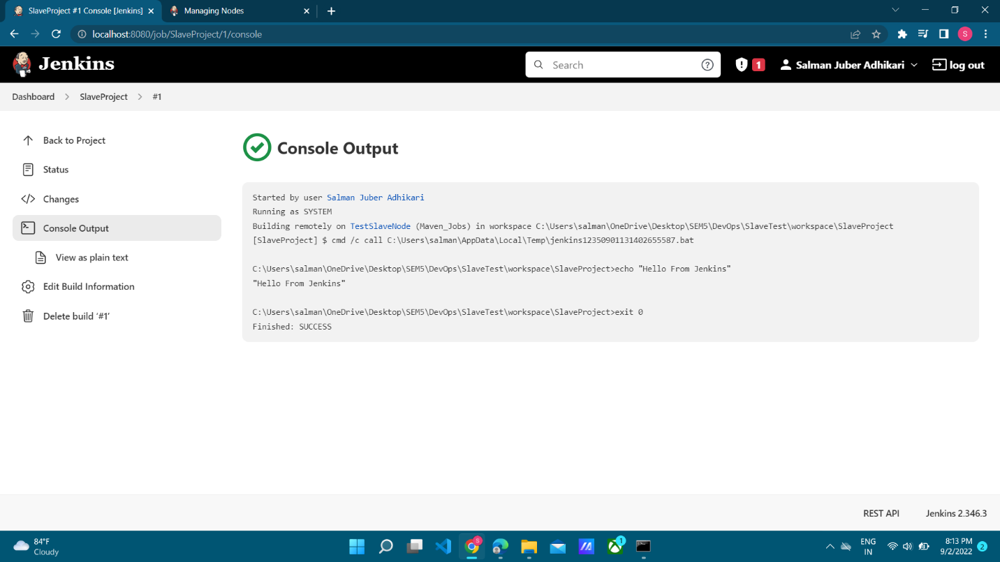 SlaveProject #1 Console [Jenkins]
Managing Nodes
localhost:8080/job/SlaveProject/1/console
S
Jenkins
Search
1
Salman Juber Adhikari
log out
Dashboard
SlaveProject
#1
Back to Project
Status
Changes
Console Output
View as plain text
Edit Build Information
Delete build ‘#1’
Console Output
Started by user Salman Juber Adhikari
Running as SYSTEM
Building remotely on TestSlaveNode (Maven_Jobs) in workspace C:\Users\salman\OneDrive\Desktop\SEM5\DevOps\SlaveTest\workspace\SlaveProject
[SlaveProject] $ cmd /c call C:\Users\salman\AppData\Local\Temp\jenkins12350901131402655587.bat
C:\Users\salman\OneDrive\Desktop\SEM5\DevOps\SlaveTest\workspace\SlaveProject>echo "Hello From Jenkins"
"Hello From Jenkins"
C:\Users\salman\OneDrive\Desktop\SEM5\DevOps\SlaveTest\workspace\SlaveProject>exit 0
Finished: SUCCESS
REST API
Jenkins 2.346.3
84°F
Cloudy
S
1
ENG
IN
8:13 PM
9/2/2022
2